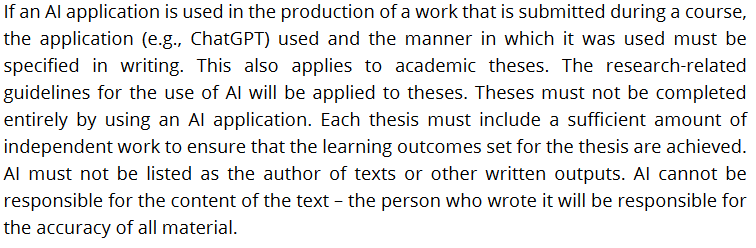 If an AI application is used in the production of a work that is submitted during a course,
the application (e.g., ChatGPT) used and the manner in which it was used must be
specified in writing. This also applies to academic theses. The research-related
guidelines for the use of AI will be applied to theses. Theses must not be completed
entirely by using an AI application. Each thesis must include a sufficient amount of
independent work to ensure that the learning outcomes set for the thesis are achieved.
AI must not be listed as the author of texts or other written outputs. AI cannot be
responsible for the content of the text – the person who wrote it will be responsible for
the accuracy of all material.